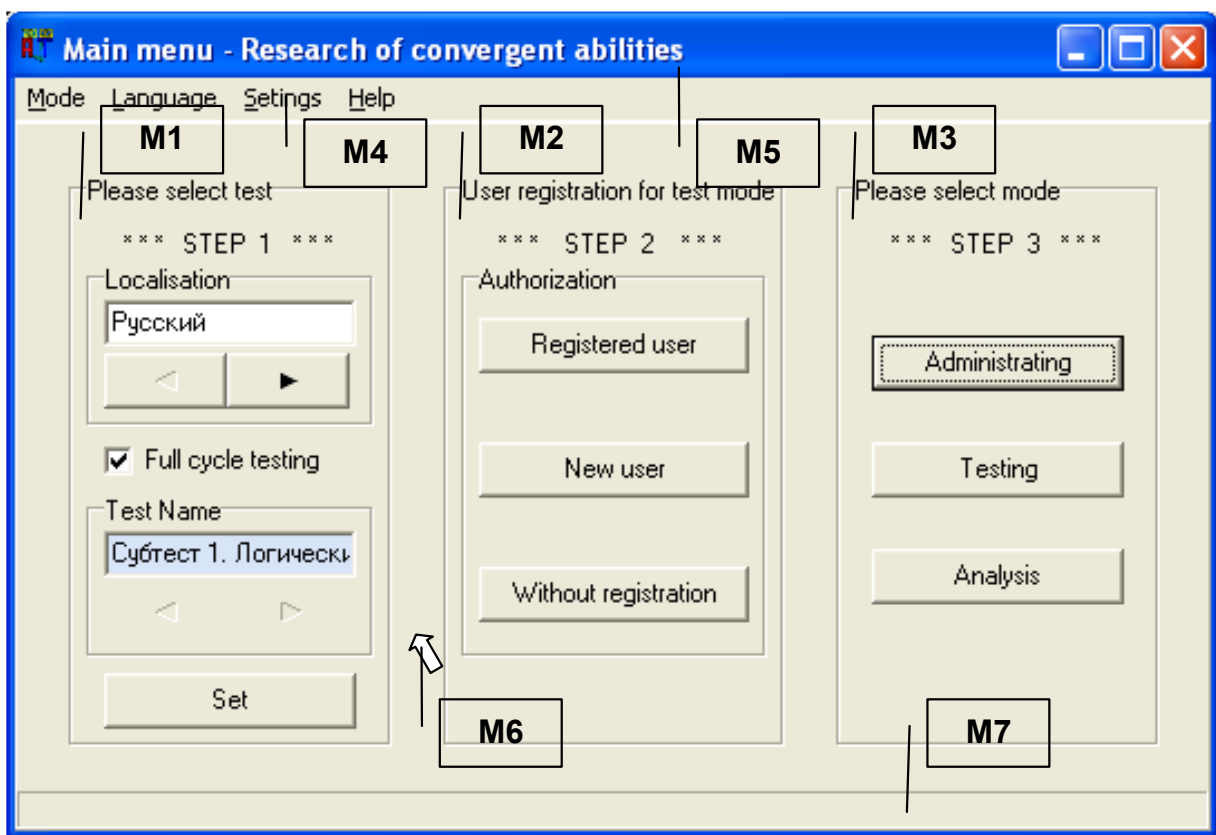 Main menu - Research of convergent abilities
Mode Language Setings Help
M1 M4 M2 M5 M3
Please select test
*** STEP 1 ***
Localisation
Русский
Full cycle testing
Test Name
Субтест 1. Логически
Set
User registration for test mode
*** STEP 2 ***
Authorization
Registered user
New user
Without registration
M6
Please select mode
*** STEP 3 ***
Administrating
Testing
Analysis
M7